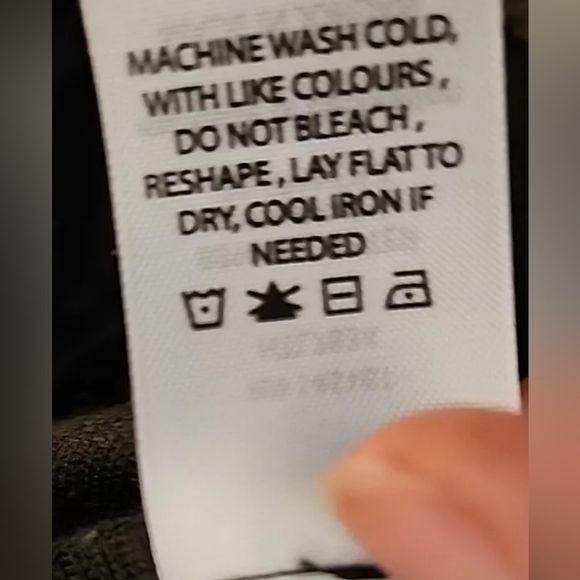 MACHINE WASH COLD,
WITH LIKE COLOURS ,
DO NOT BLEACH ,
RESHAPE , LAY FLAT TO
DRY, COOL IRON IF
NEEDED